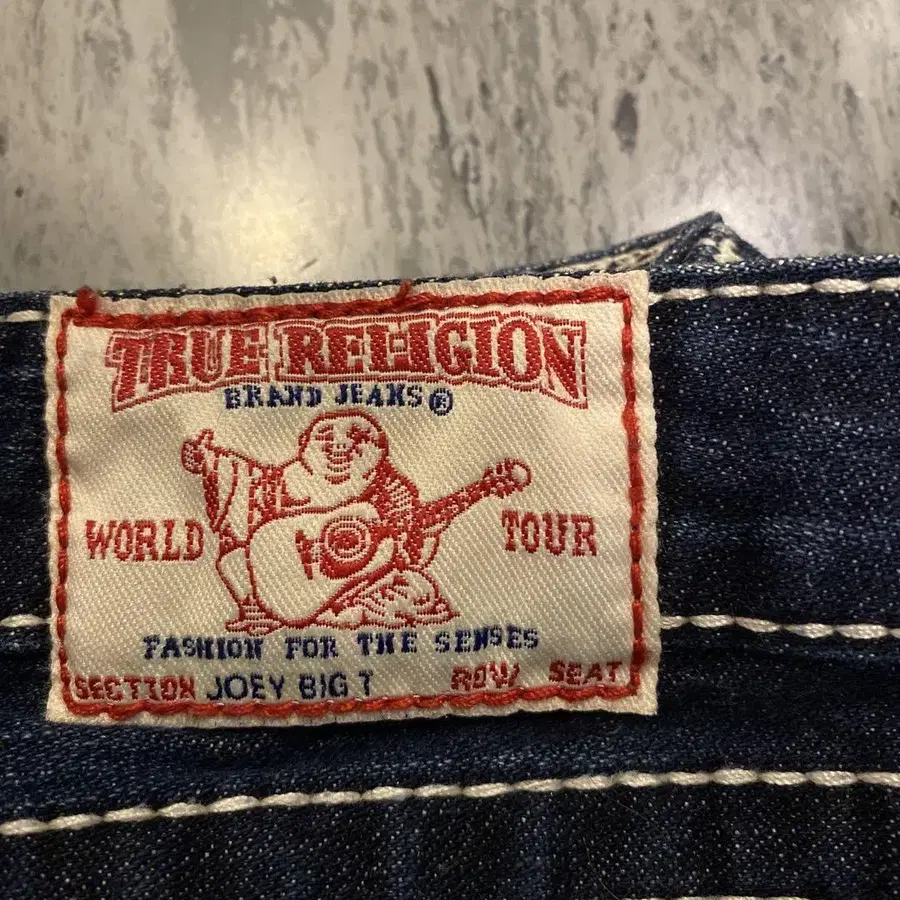 TRUE RELIGION
BRAND JEANS®
WORLD TOUR
FASHION FOR THE SENSES
SECTION JOEY BIG T ROW SEAT